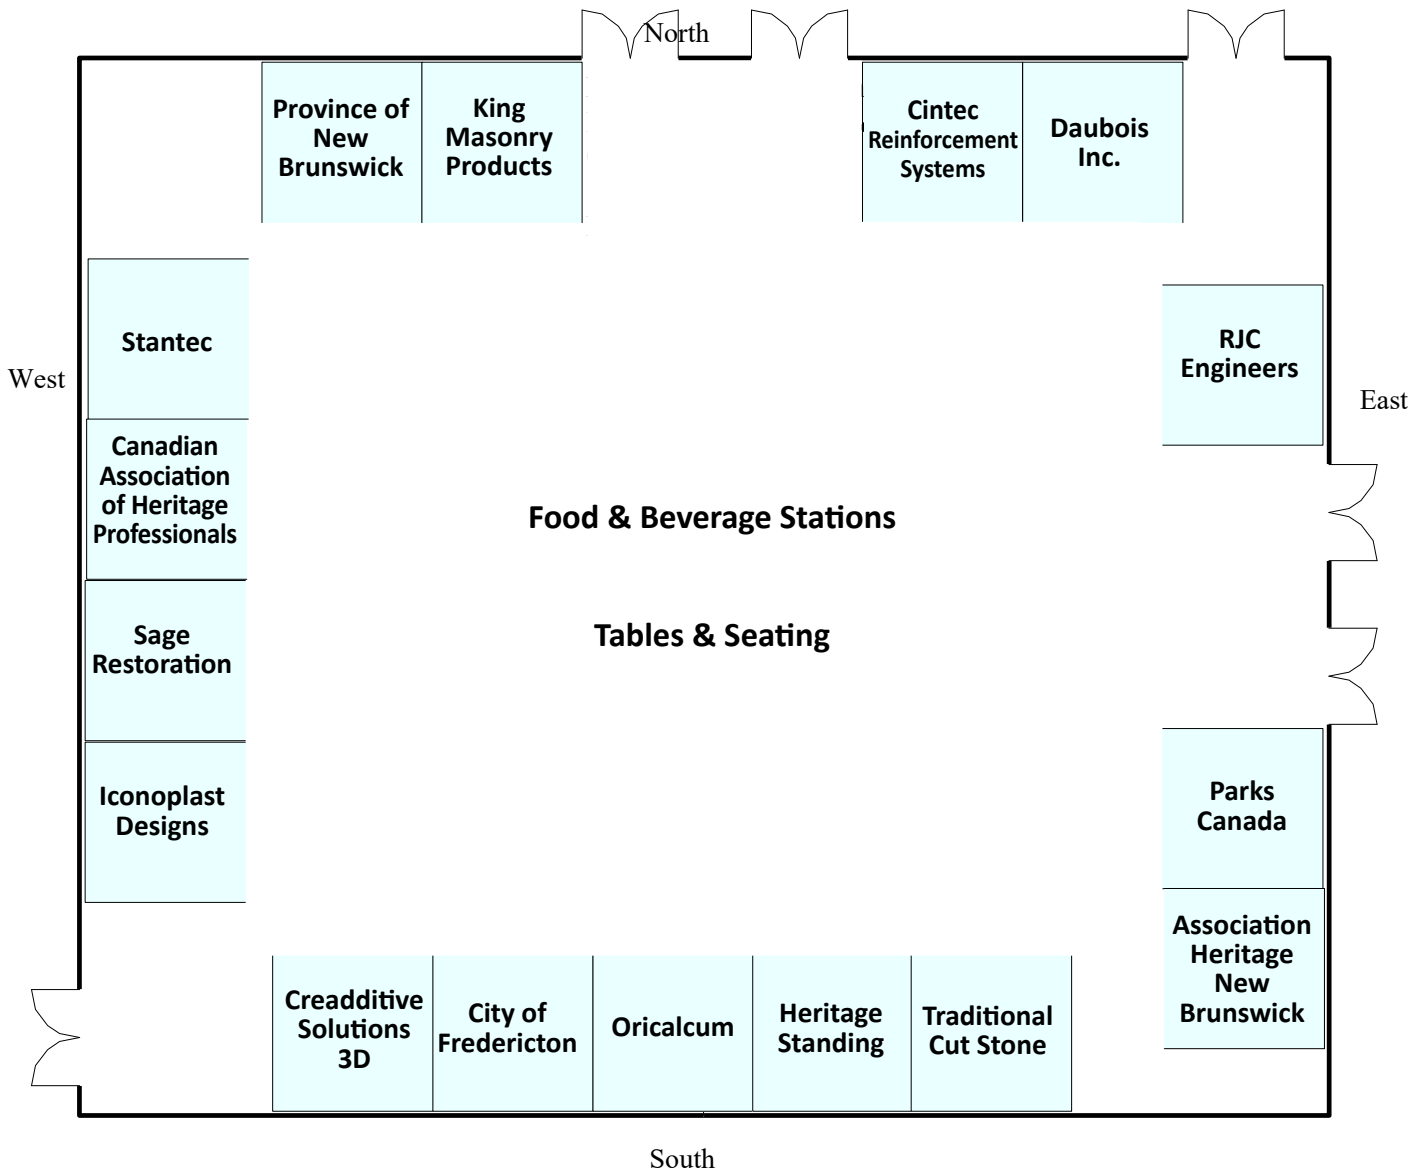 North
Province of
New
Brunswick
King
Masonry
Products
Cintec
Reinforcement
Systems
Daubois
Inc.
Stantec
RJC
Engineers
West
East
Canadian
Association
of Heritage
Professionals
Food & Beverage Stations
Sage
Restoration
Tables & Seating
Iconoplast
Designs
Parks
Canada
Association
Heritage
New
Brunswick
Creadditive
Solutions
3D
City of
Fredericton
Oricalcum
Heritage
Standing
Traditional
Cut Stone
South